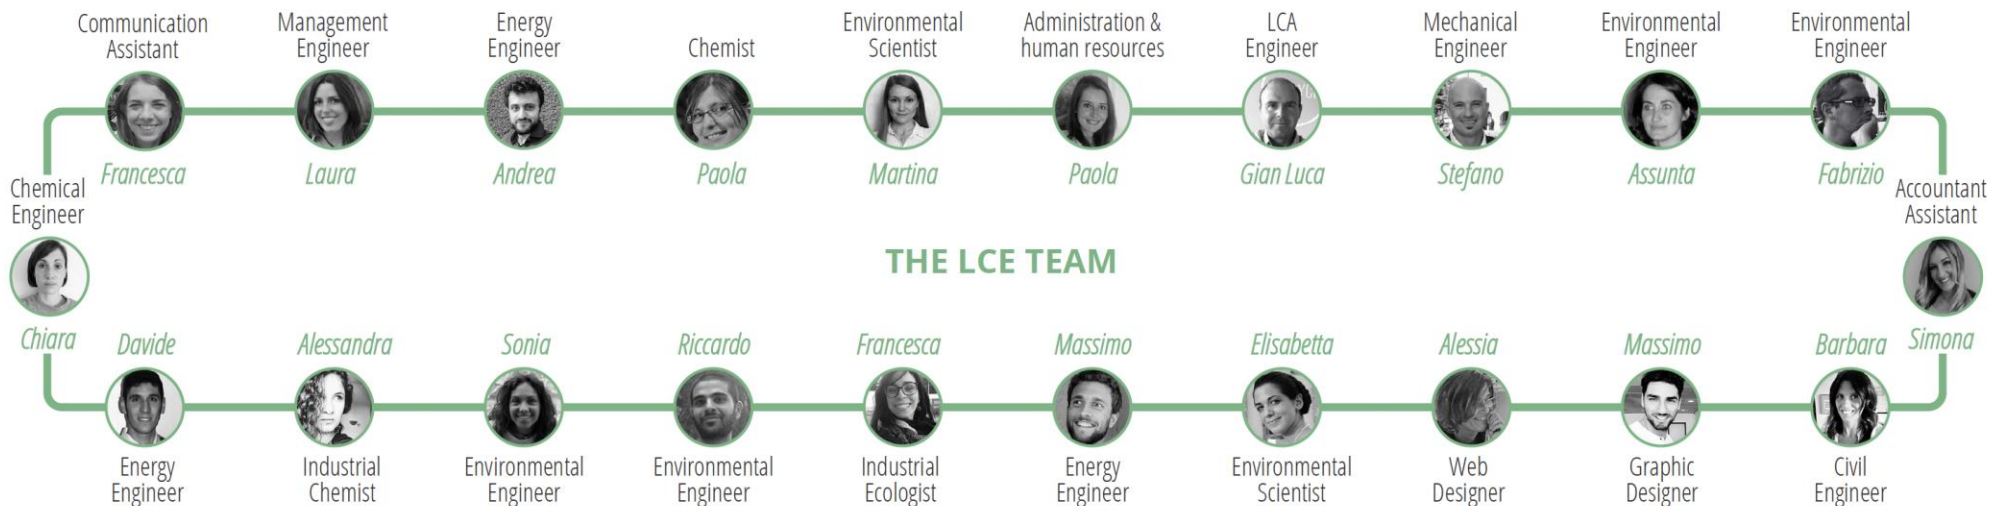 Communication
Assistant
Management
Engineer
Energy
Engineer
Chemist
Environmental
Scientist
Administration &
human resources
LCA
Engineer
Mechanical
Engineer
Environmental
Engineer
Environmental
Engineer
Francesca
Laura
Andrea
Paola
Martina
Paola
Gian Luca
Stefano
Assunta
Fabrizio
Chemical
Engineer
Accountant
Assistant
THE LCE TEAM
Chiara
Simona
Davide
Alessandra
Sonia
Riccardo
Francesca
Massimo
Elisabetta
Alessia
Massimo
Barbara
Energy
Engineer
Industrial
Chemist
Environmental
Engineer
Environmental
Engineer
Industrial
Ecologist
Energy
Engineer
Environmental
Scientist
Web
Designer
Graphic
Designer
Civil
Engineer